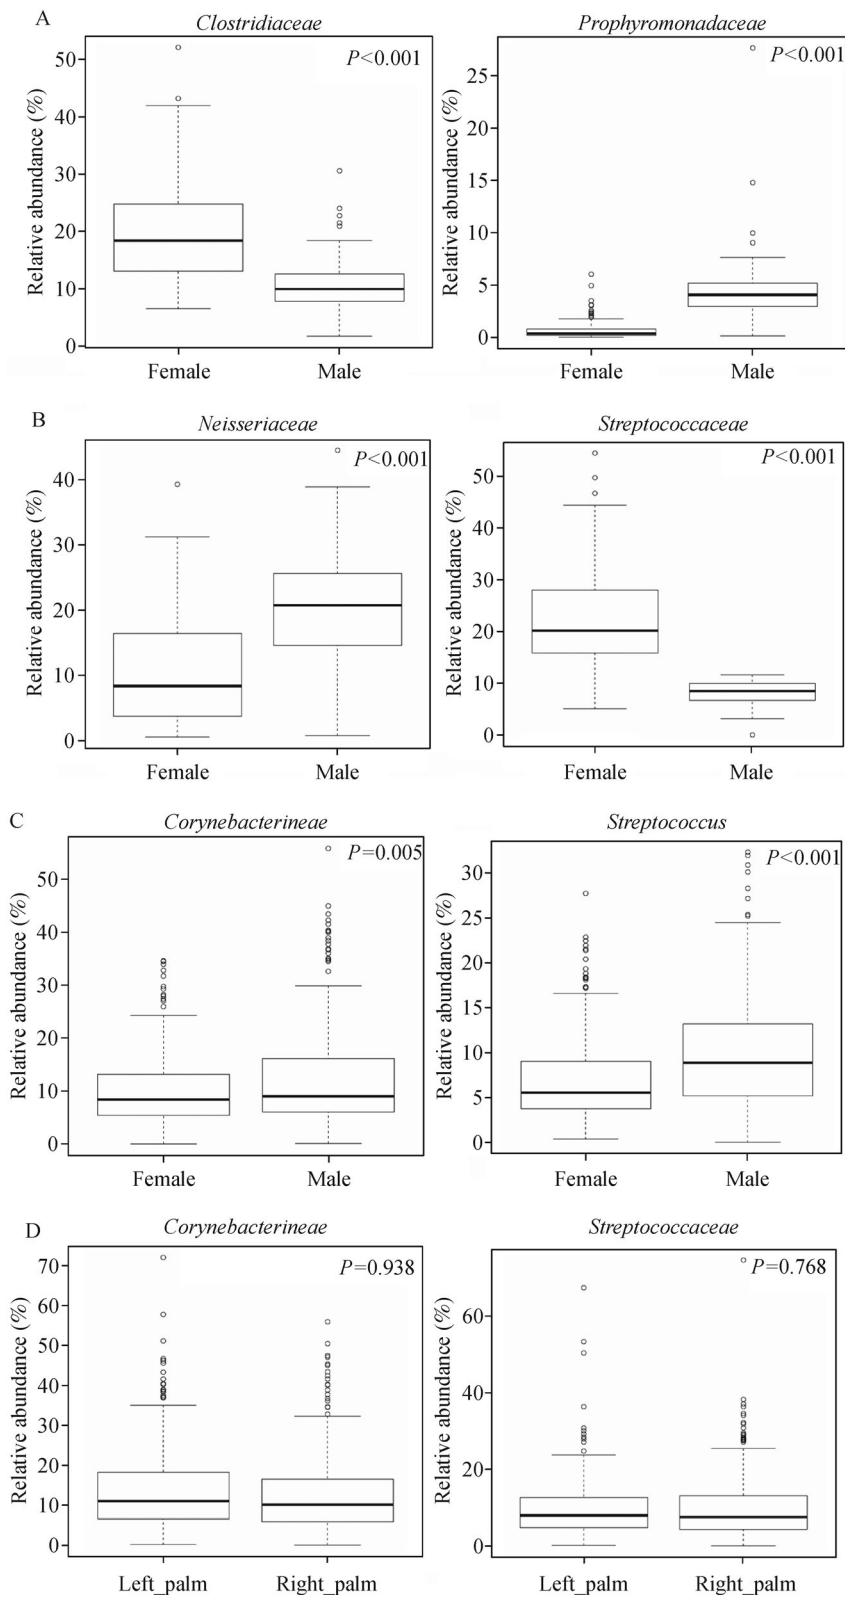 A
Clostridiaceae
Prophyromonadaceae
P<0.001
P<0.001
Relative abundance (%)
50
40
30
20
10
0
Female Male
Relative abundance (%)
25
20
15
10
5
0
Female Male
B
Neisseriaceae
Streptococcaceae
P<0.001
P<0.001
Relative abundance (%)
40
30
20
10
0
Female Male
Relative abundance (%)
50
40
30
20
10
0
Female Male
C
Corynebacterineae
Streptococcus
P=0.005
P<0.001
Relative abundance (%)
50
40
30
20
10
0
Female Male
Relative abundance (%)
30
25
20
15
10
5
0
Female Male
D
Corynebacterineae
Streptococcaceae
P=0.938
P=0.768
Relative abundance (%)
70
60
50
40
30
20
10
0
Left_palm Right_palm
Relative abundance (%)
60
40
20
0
Left_palm Right_palm